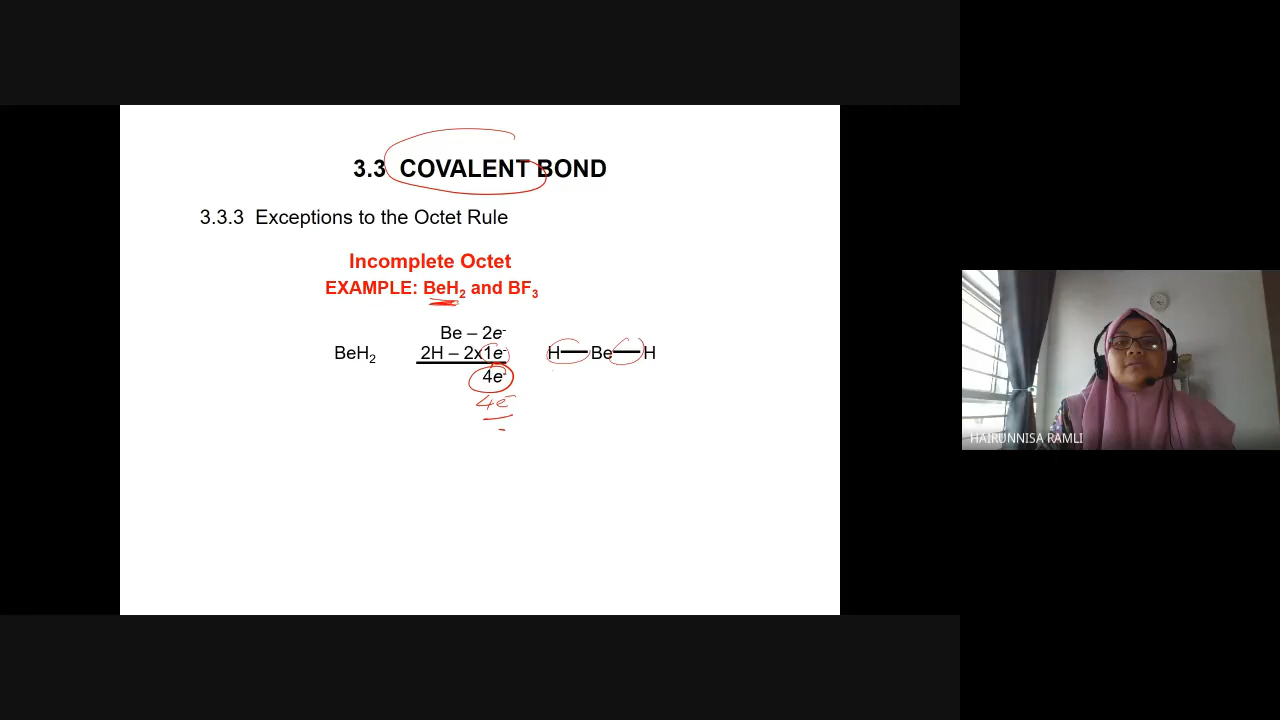 3.3 COVALENT BOND
3.3.3 Exceptions to the Octet Rule
Incomplete Octet
EXAMPLE: BeH₂ and BF₃
Be – 2e⁻
BeH₂ 2H – 2x1e⁻ H—Be—H
4e⁻
4e⁻
HAIRUNNISA RAMLI